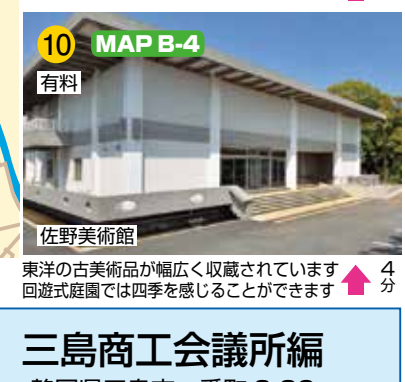 10 MAP B-4
有料
佐野美術館
東洋の古美術品が幅広く収蔵されています
回遊式庭園では四季を感じることができます
4分
三島商工会議所編